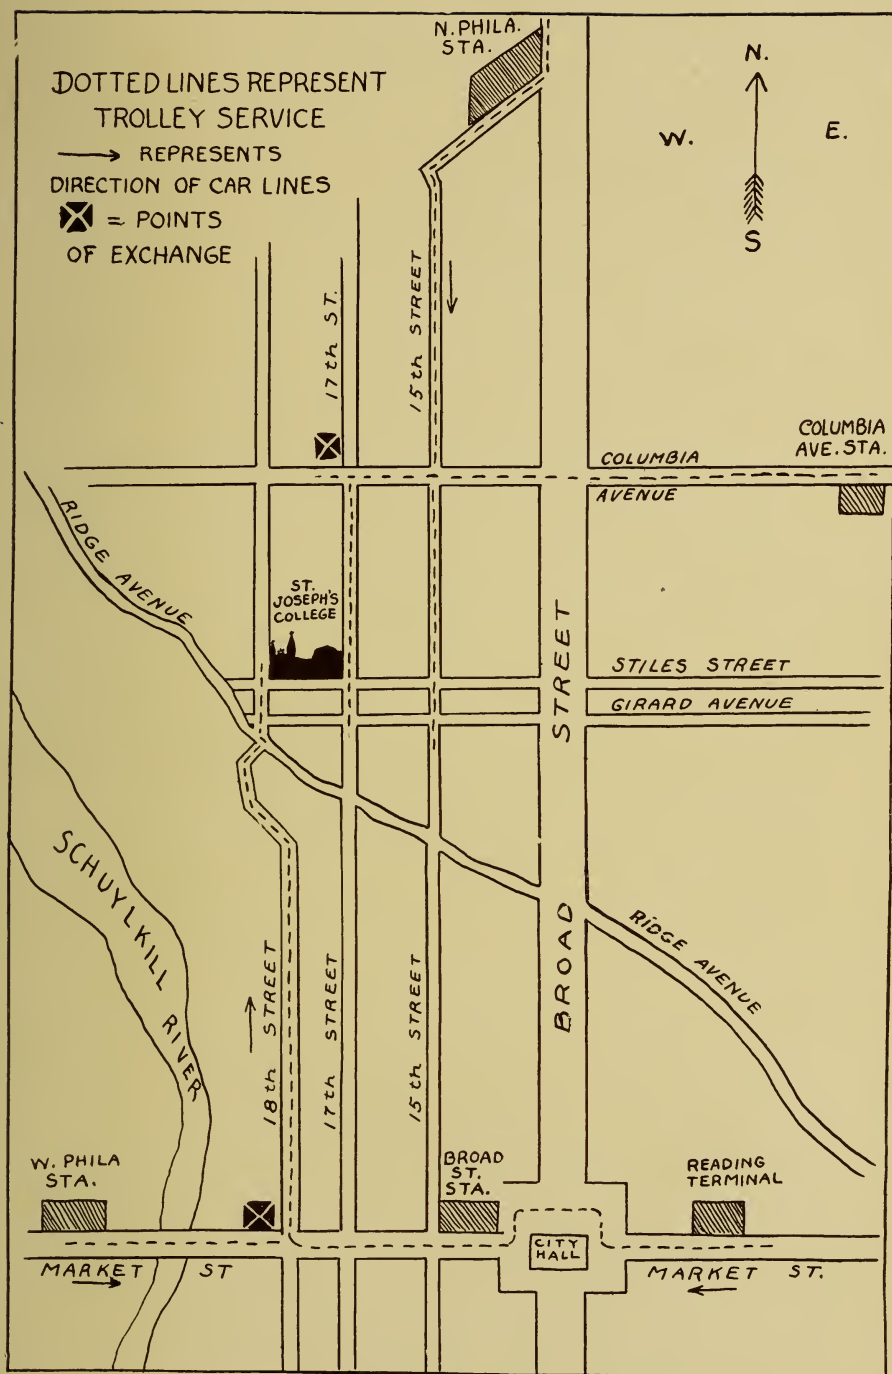 DOTTED LINES REPRESENT
TROLLEY SERVICE
REPRESENTS
DIRECTION OF CAR LINES
= POINTS
OF EXCHANGE
N. PHILA.
STA.
N.
W.
E.
S
17th ST.
15th STREET
COLUMBIA
AVE. STA.
COLUMBIA
AVENUE
RIDGE AVENUE
ST.
JOSEPH'S
COLLEGE
STILES STREET
GIRARD AVENUE
BROAD STREET
SCHUYLKILL RIVER
18th STREET
17th STREET
15th STREET
RIDGE AVENUE
W. PHILA
STA.
BROAD
ST.
STA.
READING
TERMINAL
CITY
HALL
MARKET ST
MARKET ST.